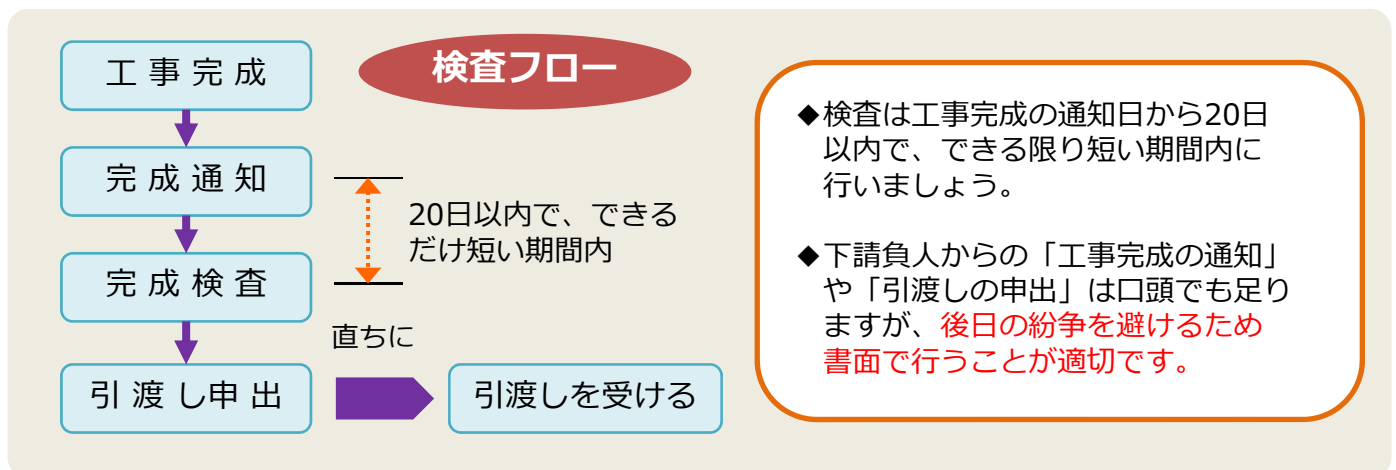 検査フロー
工事完成
完成通知
20日以内で、できる
だけ短い期間内
完成検査
直ちに
引渡し申出
引渡しを受ける
◆検査は工事完成の通知日から20日
以内で、できる限り短い期間内に
行いましょう。
◆下請負人からの「工事完成の通知」
や「引渡しの申出」は口頭でも足り
ますが、後日の紛争を避けるため
書面で行うことが適切です。